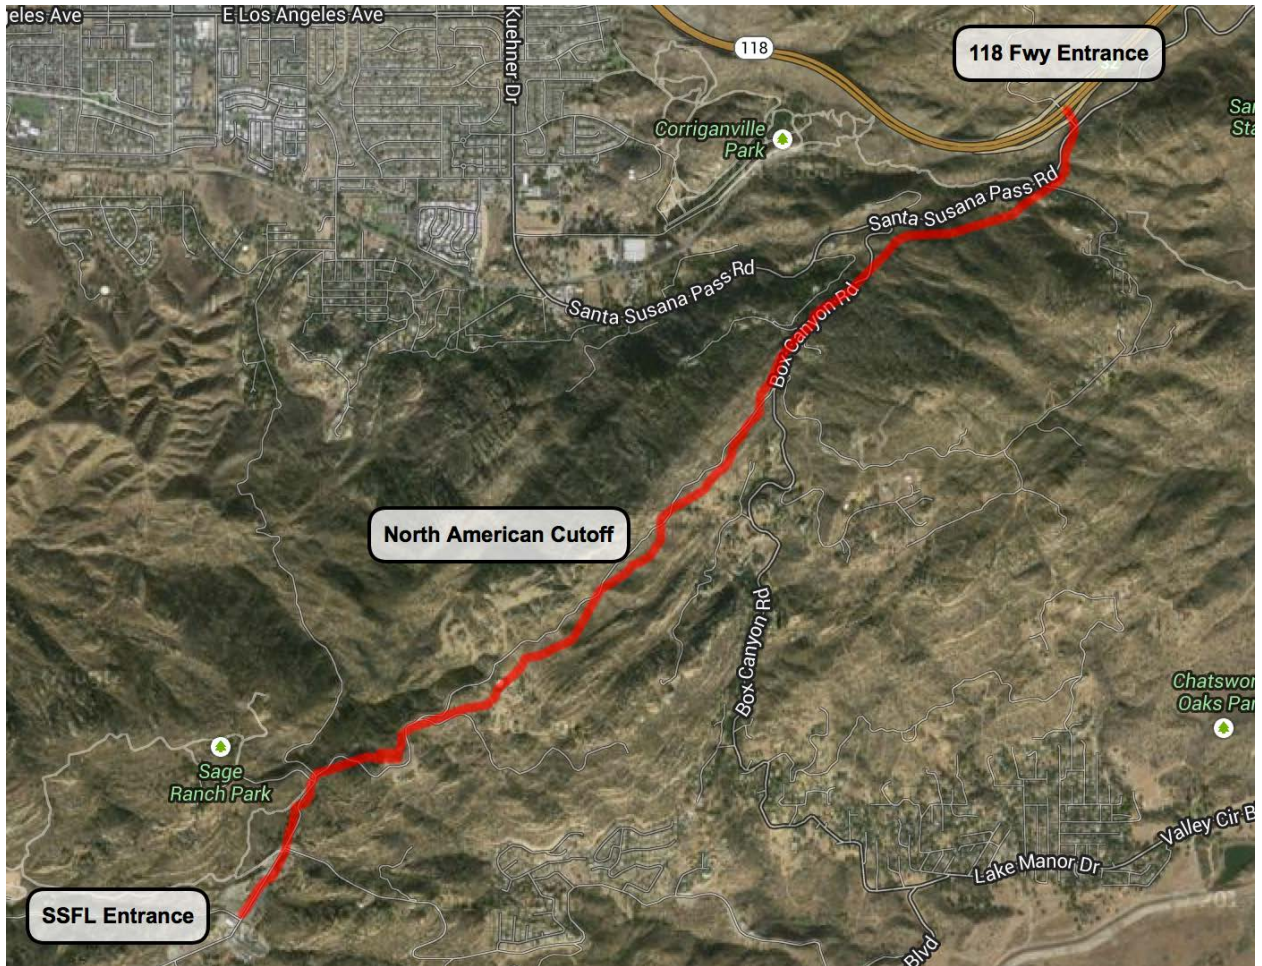 eles Ave
E Los Angeles Ave
Kuehner Dr
118
118 Fwy Entrance
Corriganville
Park
Santa Susana Pass Rd
Santa Susana Pass Rd
Box Canyon Rd
North American Cutoff
Box Canyon Rd
Chatswor
Oaks Par
Sage
Ranch Park
Valley Cir B
Lake Manor Dr
SSFL Entrance
Blvd